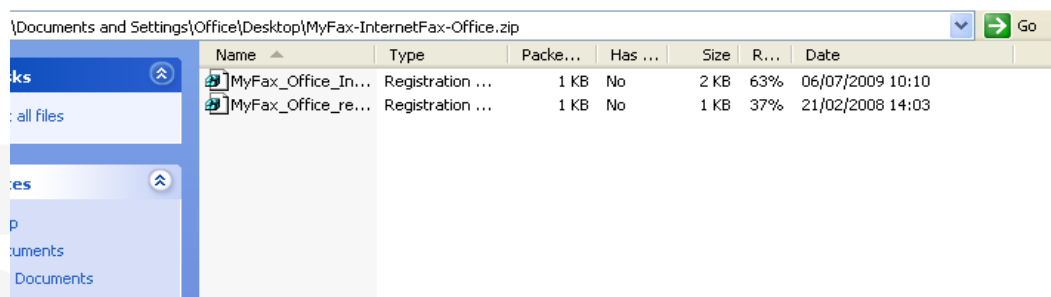 \Documents and Settings\Office\Desktop\MyFax-InternetFax-Office.zip Go
Name Type Packe... Has ... Size R... Date
MyFax_Office_In... Registration ... 1 KB No 2 KB 63% 06/07/2009 10:10
MyFax_Office_re... Registration ... 1 KB No 1 KB 37% 21/02/2008 14:03
sks
all files
es
p
cuments
Documents